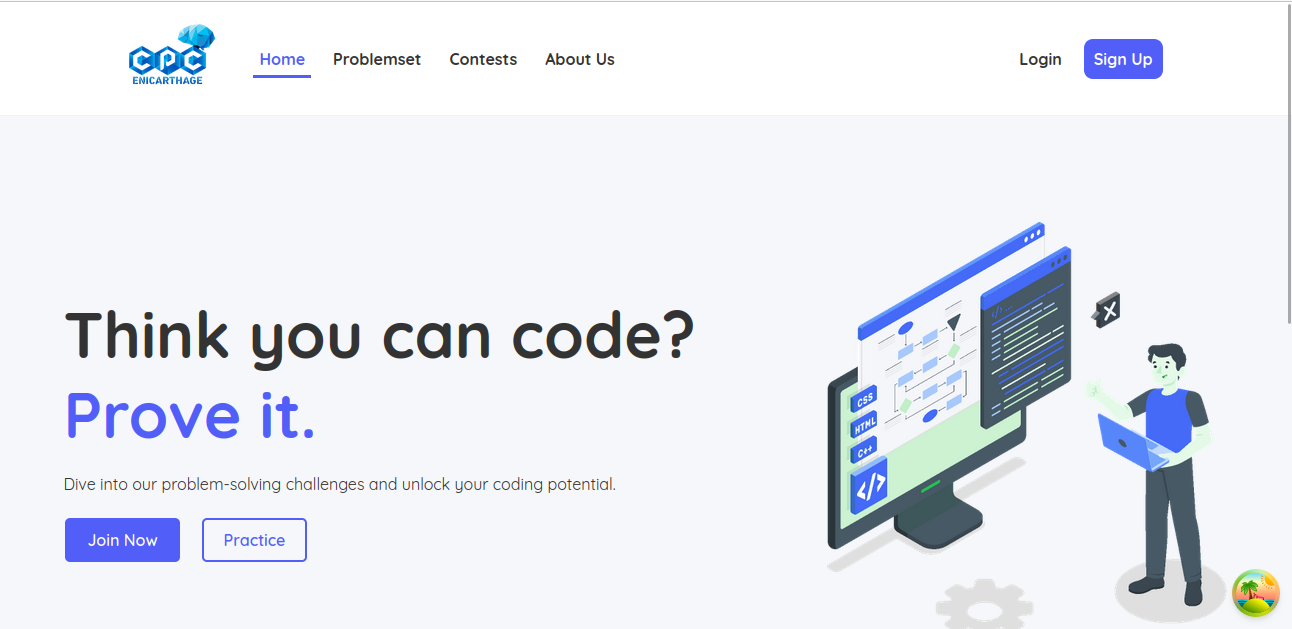 CPC
ENICARTHAGE
Home Problemset Contests About Us Login Sign Up
Think you can code?
Prove it.
Dive into our problem-solving challenges and unlock your coding potential.
Join Now Practice
CSS
HTML
C++
</>
X